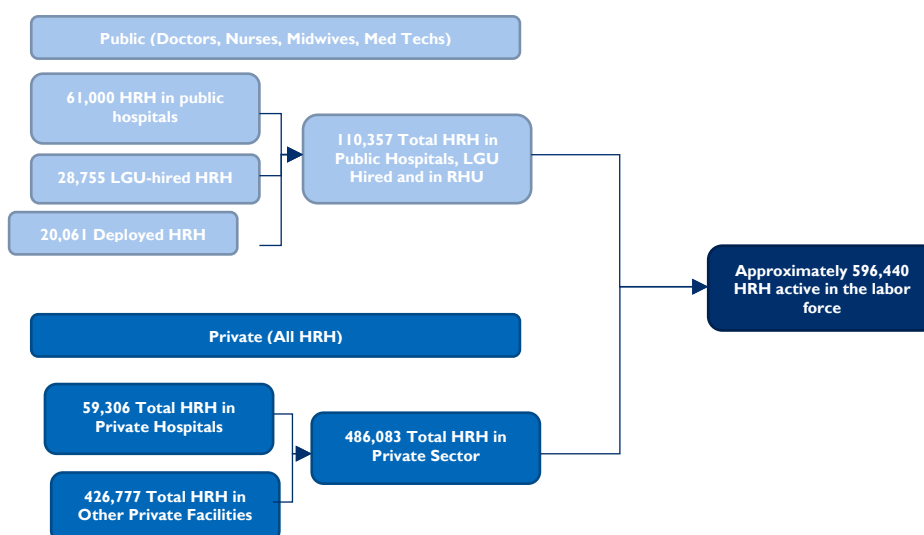 Public (Doctors, Nurses, Midwives, Med Techs)
61,000 HRH in public
hospitals
28,755 LGU-hired HRH
20,061 Deployed HRH
110,357 Total HRH in
Public Hospitals, LGU
Hired and in RHU
Approximately 596,440
HRH active in the labor
force
Private (All HRH)
59,306 Total HRH in
Private Hospitals
426,777 Total HRH in
Other Private Facilities
486,083 Total HRH in
Private Sector